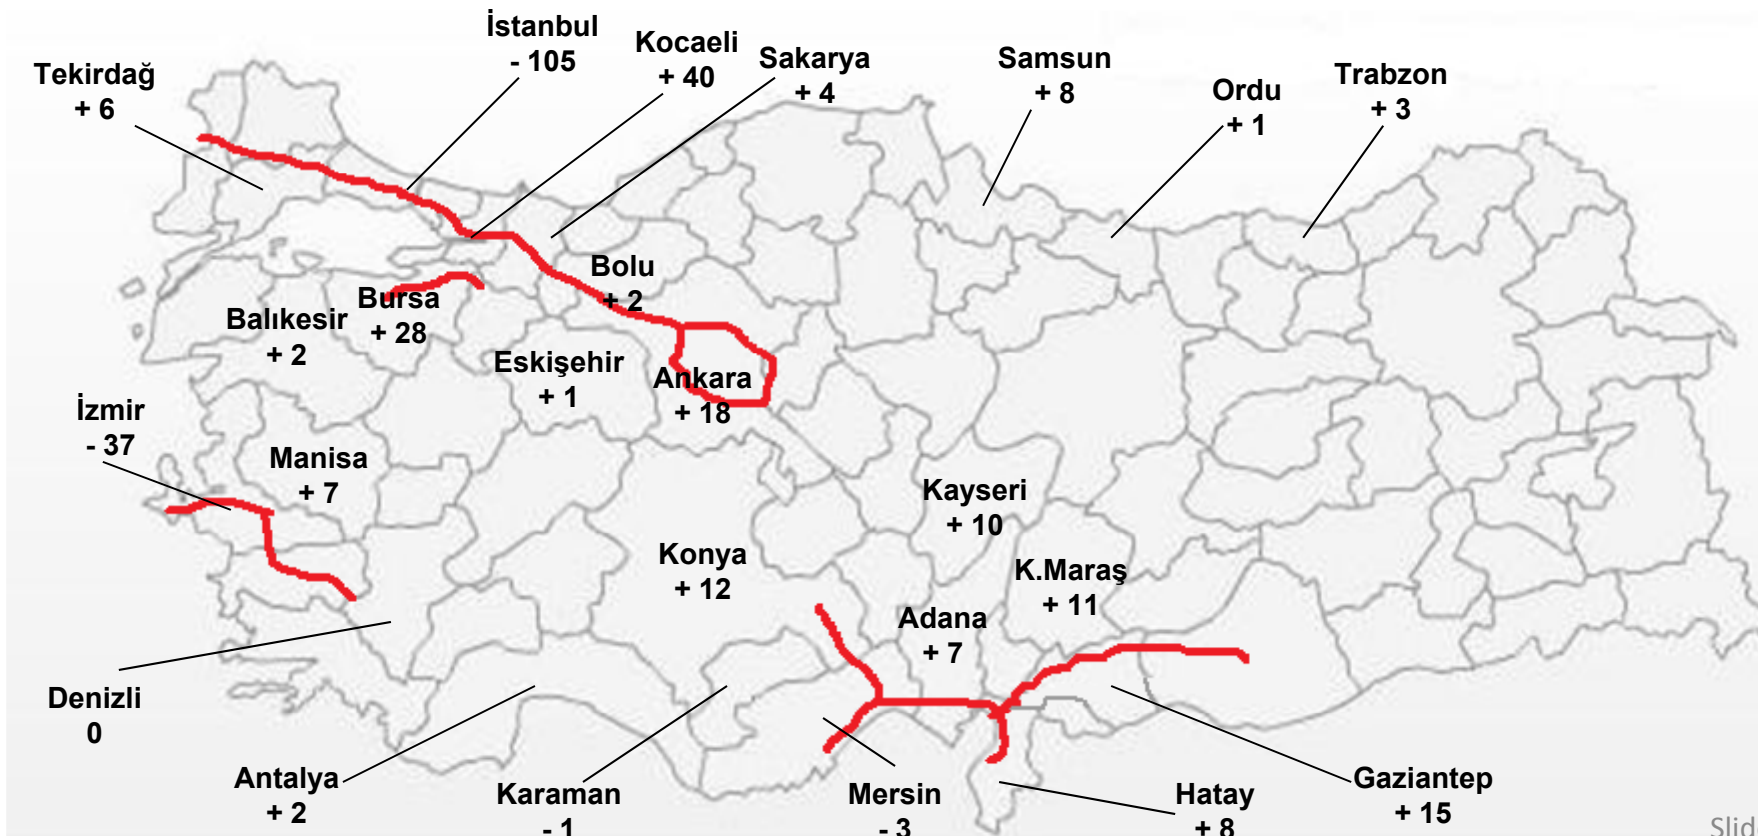 İstanbul
- 105
Kocaeli
+ 40
Sakarya
+ 4
Samsun
+ 8
Ordu
+ 1
Trabzon
+ 3
Tekirdağ
+ 6
Bolu
+ 2
Bursa
+ 28
Balıkesir
+ 2
Eskişehir
+ 1
Ankara
+ 18
İzmir
- 37
Manisa
+ 7
Kayseri
+ 10
Konya
+ 12
K.Maraş
+ 11
Adana
+ 7
Denizli
0
Antalya
+ 2
Karaman
- 1
Mersin
- 3
Hatay
+ 8
Gaziantep
+ 15
Slid